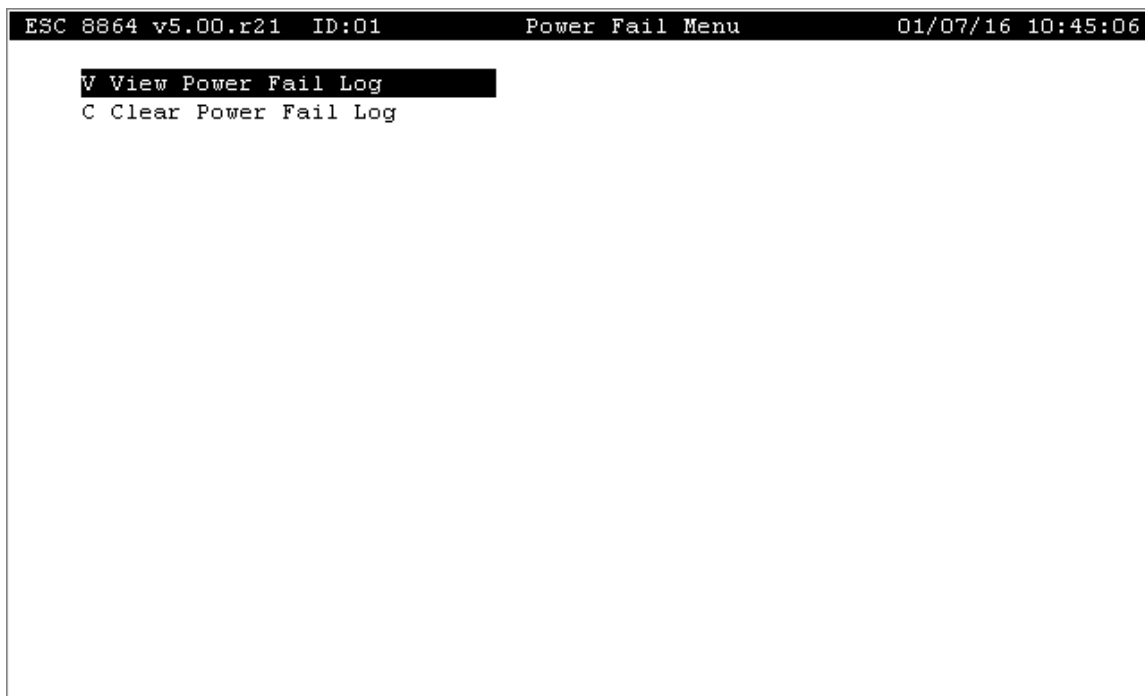 ESC 8864 v5.00.r21 ID:01 Power Fail Menu 01/07/16 10:45:06
V View Power Fail Log
C Clear Power Fail Log